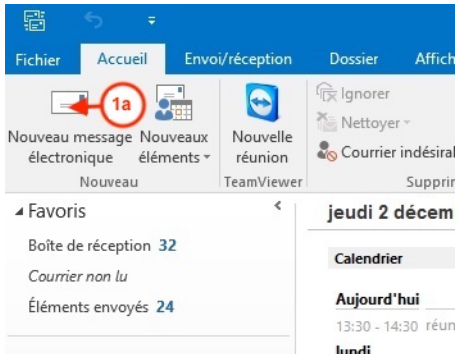 Fichier Accueil Envoi/réception Dossier Affich
1a
Ignorer
Nettoyer
Courrier indésiral
Nouveau message
électronique
Nouveaux
éléments
Nouvelle
réunion
Nouveau TeamViewer Supprir
Favoris
Boîte de réception 32
Courrier non lu
Éléments envoyés 24
jeudi 2 décem
Calendrier
Aujourd'hui
13:30 - 14:30 réun
lundi